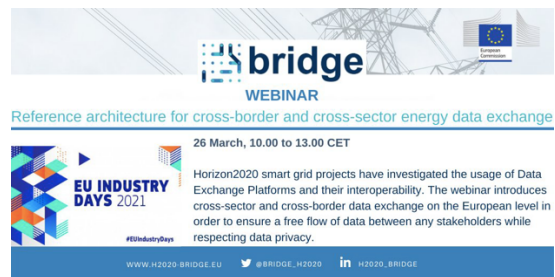 European
Commission
bridge
WEBINAR
Reference architecture for cross-border and cross-sector energy data exchange
26 March, 10.00 to 13.00 CET
EU INDUSTRY
DAYS 2021
#EUIndustryDays
Horizon2020 smart grid projects have investigated the usage of Data
Exchange Platforms and their interoperability. The webinar introduces
cross-sector and cross-border data exchange on the European level in
order to ensure a free flow of data between any stakeholders while
respecting data privacy.
WWW.H2020-BRIDGE.EU @BRIDGE_H2020 in H2020_BRIDGE